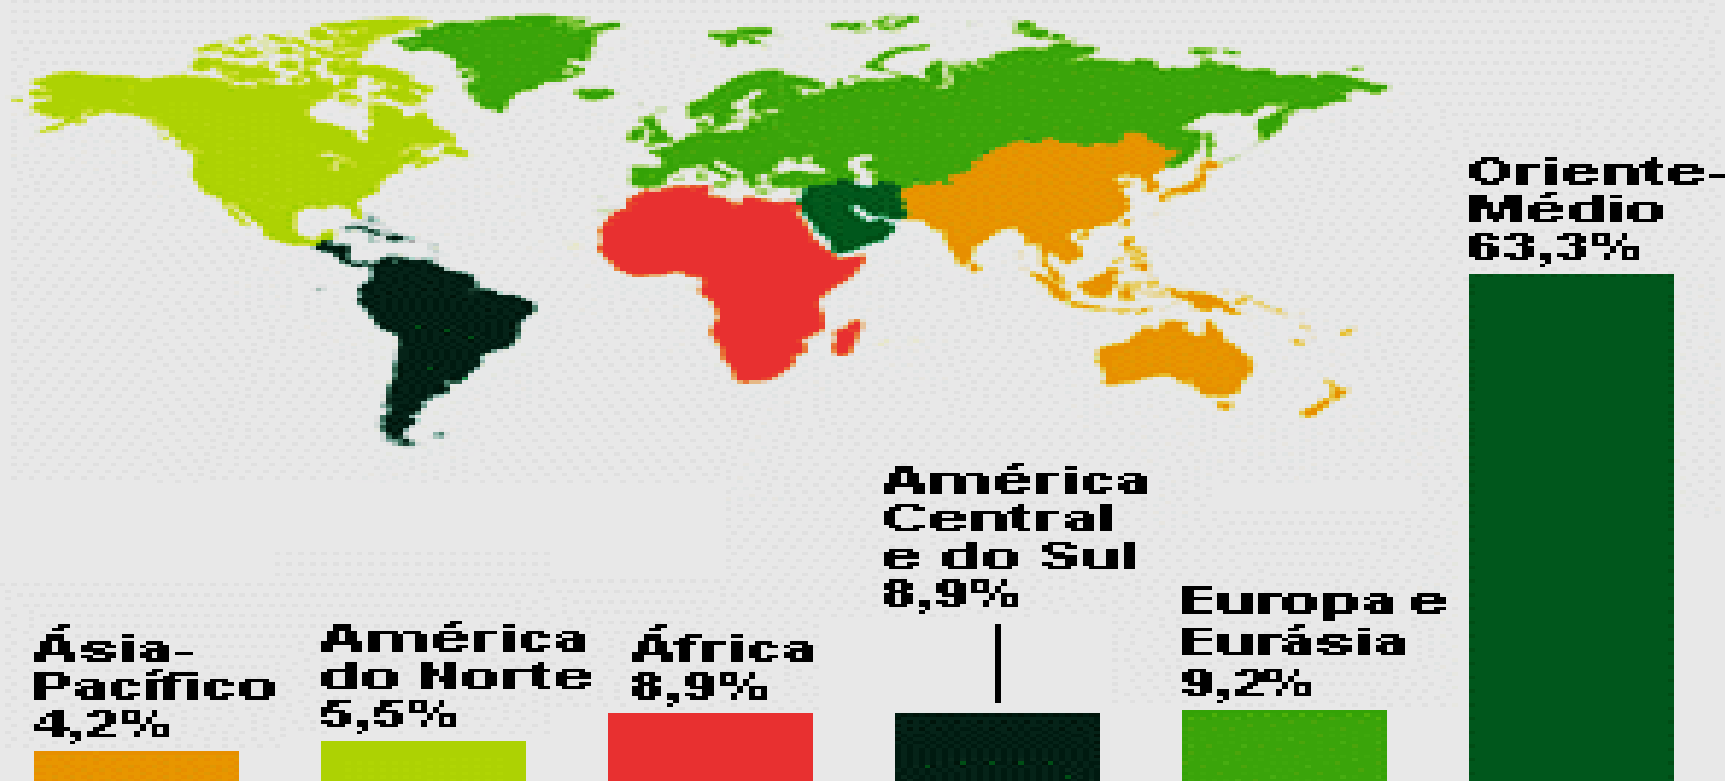 Ásia-
Pacífico
4,2%
América
do Norte
5,5%
África
8,9%
América
Central
e do Sul
8,9%
Europa e
Eurásia
9,2%
Oriente-
Médio
63,3%